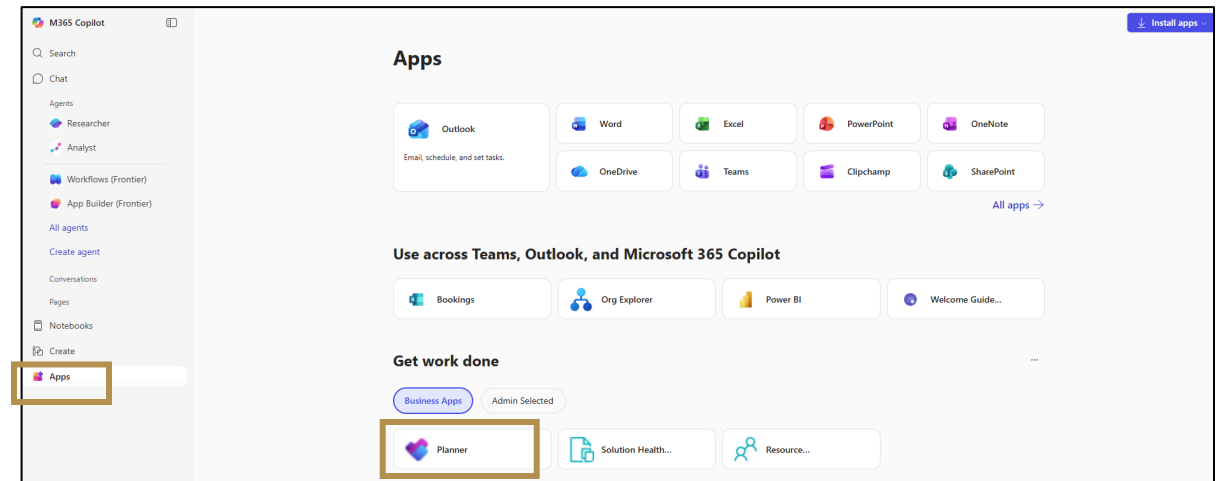 M365 Copilot
Install apps
Search
Chat
Agents
Researcher
Analyst
Workflows (Frontier)
App Builder (Frontier)
All agents
Create agent
Conversations
Pages
Notebooks
Create
Apps
Apps
Outlook
Email, schedule, and set tasks.
Word
Excel
PowerPoint
OneNote
OneDrive
Teams
Clipchamp
SharePoint
All apps →
Use across Teams, Outlook, and Microsoft 365 Copilot
Bookings
Org Explorer
Power BI
Welcome Guide...
Get work done
...
Business Apps
Admin Selected
Planner
Solution Health...
Resource...